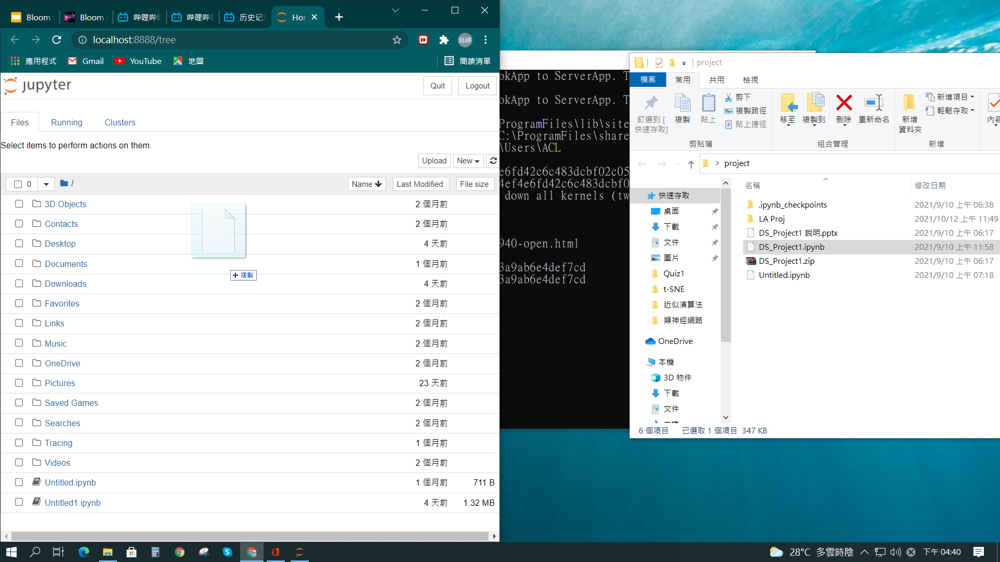 Bloom
Bloom
哔哩哔哩
哔哩哔哩
历史记录
Hor
localhost:8888/tree
鈺婷
應用程式
Gmail
YouTube
地圖
閱讀清單
jupyter
Quit
Logout
Files
Running
Clusters
Select items to perform actions on them.
Upload
New
0
/
Name
Last Modified
File size
3D Objects
2 個月前
Contacts
2 個月前
Desktop
4 天前
Documents
1 個月前
Downloads
4 天前
Favorites
2 個月前
Links
2 個月前
Music
2 個月前
OneDrive
2 個月前
Pictures
23 天前
Saved Games
2 個月前
Searches
2 個月前
Tracing
1 個月前
Videos
2 個月前
Untitled.ipynb
1 個月前
711 B
Untitled1.ipynb
4 天前
1.32 MB
+ 複製
okApp to ServerApp. T
okApp to ServerApp. T
ProgramFiles\lib\site
C:\ProgramFiles\share
\Users\ACL
e6fd42c6c483dcbf02c05
4ef4e6fd42c6c483dcbf0
down all kernels (tw
940-open.html
3a9ab6e4def7cd
3a9ab6e4def7cd
project
檔案
常用
共用
檢視
釘選到 [
快速存取]
複製
貼上
剪下
複製路徑
貼上捷徑
剪貼簿
移至
複製到
刪除
重新命名
組合管理
新增
資料夾
新增項目
輕鬆存取
新增
內容
project
快速存取
桌面
下載
文件
圖片
Quiz1
t-SNE
近似演算法
類神經網路
OneDrive
本機
3D 物件
下載
文件
名稱
修改日期
.ipynb_checkpoints
2021/9/10 上午 06:38
LA Proj
2021/10/12 上午 11:49
DS_Project1 說明.pptx
2021/9/10 上午 06:17
DS_Project1.ipynb
2021/9/10 上午 11:58
DS_Project1.zip
2021/9/10 上午 06:17
Untitled.ipynb
2021/9/10 上午 07:18
6 個項目
已選取 1 個項目
347 KB
28°C
多雲時陰
下午 04:40